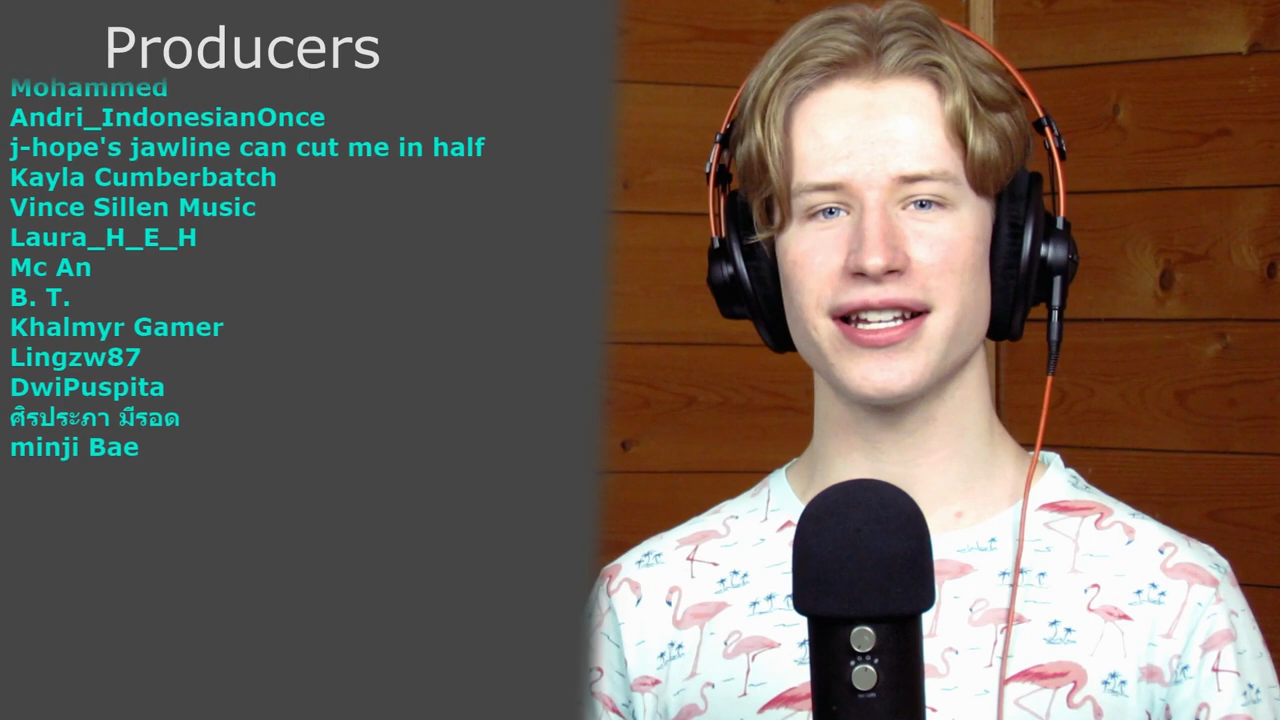 Producers
Mohammed
Andri_IndonesianOnce
j-hope's jawline can cut me in half
Kayla Cumberbatch
Vince Sillen Music
Laura_H_E_H
Mc An
B. T.
Khalmyr Gamer
Lingzw87
DwiPuspita
ศิรประภา มีรอด
minji Bae